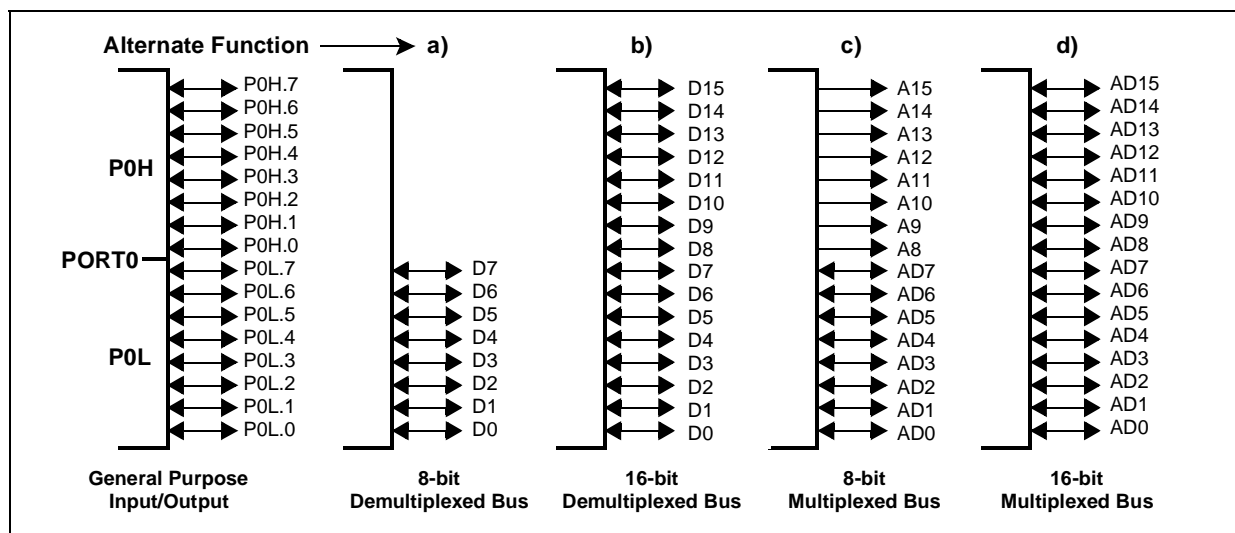 Alternate Function a) b) c) d)
P0H.7 D15 A15 AD15
P0H.6 D14 A14 AD14
P0H.5 D13 A13 AD13
P0H.4 D12 A12 AD12
P0H P0H.3 D11 A11 AD11
P0H.2 D10 A10 AD10
P0H.1 D9 A9 AD9
P0H.0 D8 A8 AD8
PORT0
P0L.7 D7 D7 AD7 AD7
P0L.6 D6 D6 AD6 AD6
P0L.5 D5 D5 AD5 AD5
P0L.4 D4 D4 AD4 AD4
P0L P0L.3 D3 D3 AD3 AD3
P0L.2 D2 D2 AD2 AD2
P0L.1 D1 D1 AD1 AD1
P0L.0 D0 D0 AD0 AD0
General Purpose 8-bit 16-bit 8-bit 16-bit
Input/Output Demultiplexed Bus Demultiplexed Bus Multiplexed Bus Multiplexed Bus